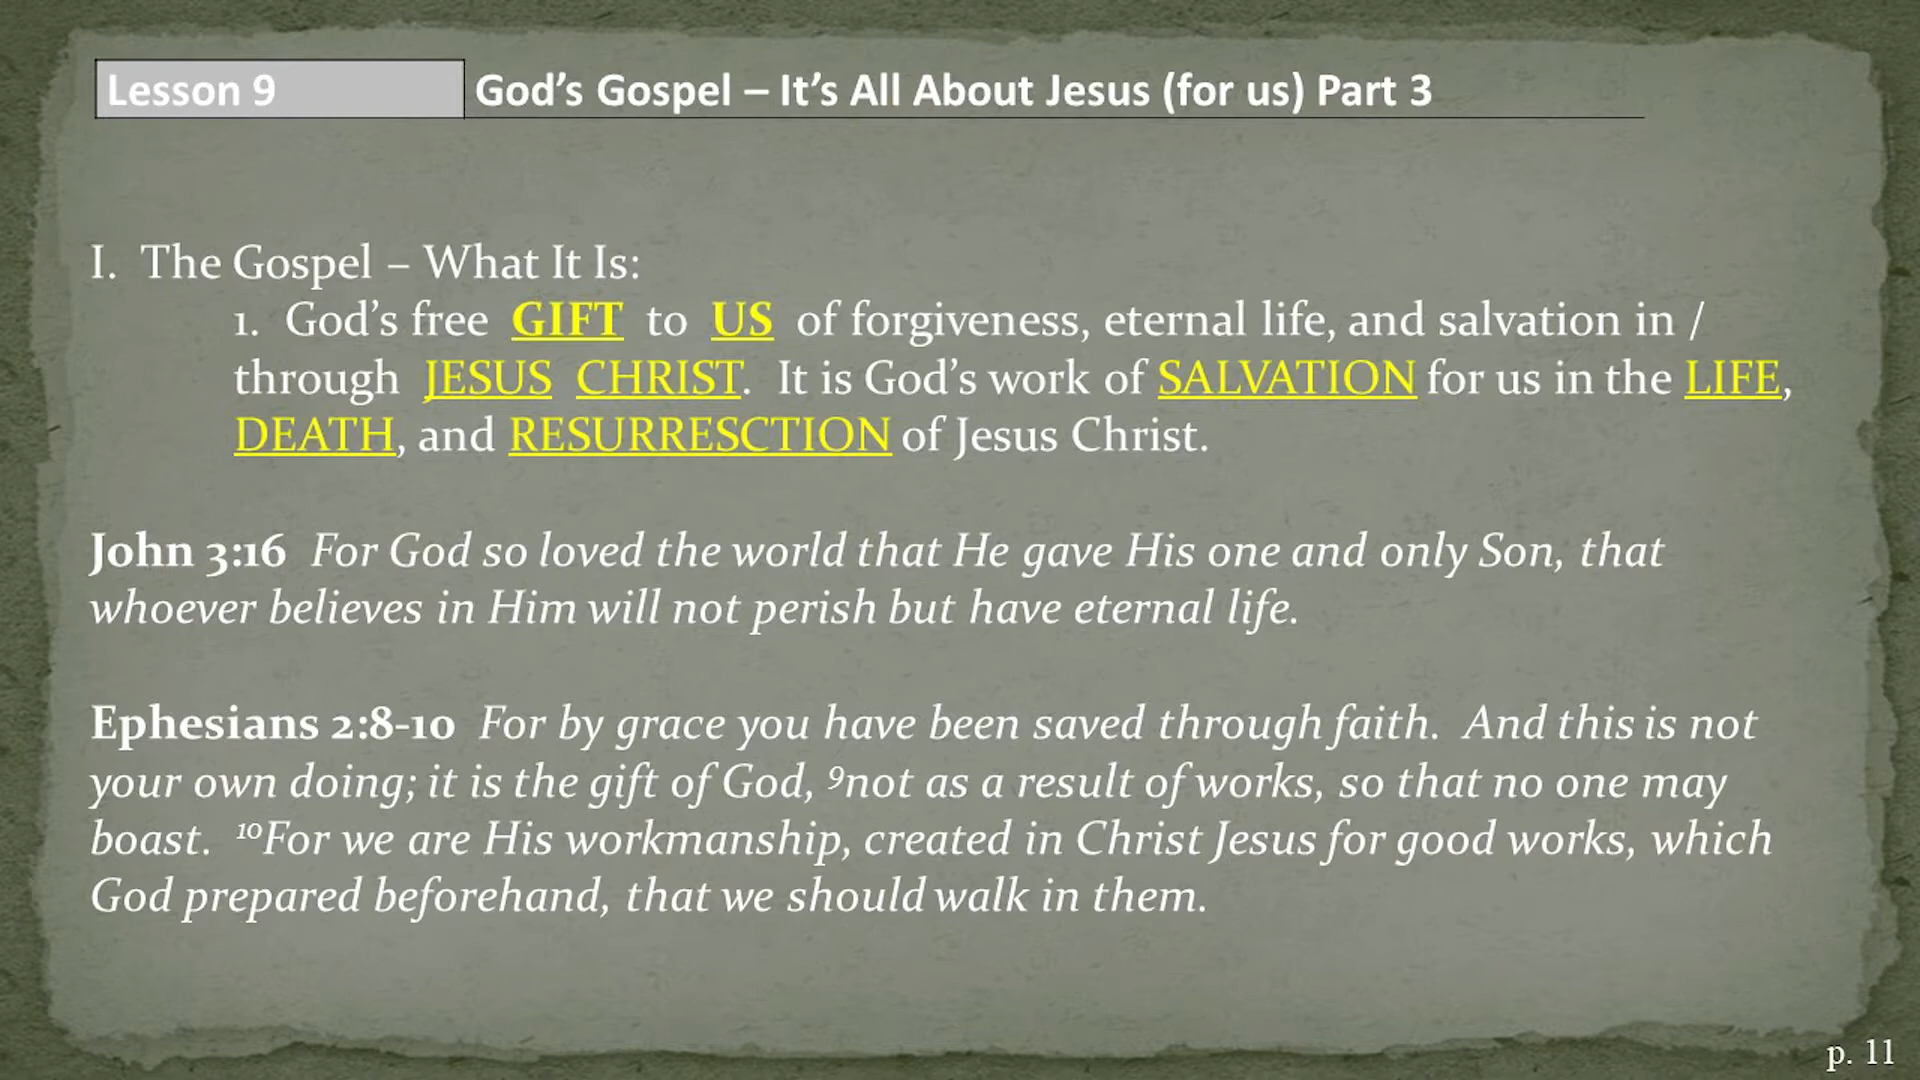 Lesson 9 God’s Gospel – It’s All About Jesus (for us) Part 3
I. The Gospel – What It Is:
1. God’s free GIFT to US of forgiveness, eternal life, and salvation in /
through JESUS CHRIST. It is God’s work of SALVATION for us in the LIFE,
DEATH, and RESURRESCTION of Jesus Christ.
John 3:16 For God so loved the world that He gave His one and only Son, that
whoever believes in Him will not perish but have eternal life.
Ephesians 2:8-10 For by grace you have been saved through faith. And this is not
your own doing; it is the gift of God, ⁹not as a result of works, so that no one may
boast. ¹⁰For we are His workmanship, created in Christ Jesus for good works, which
God prepared beforehand, that we should walk in them.
p. 11